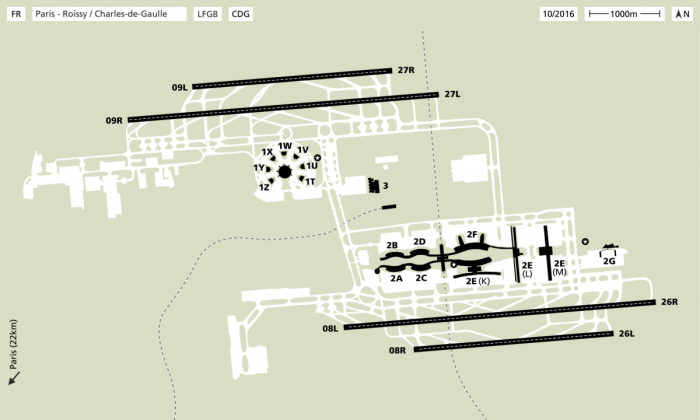 FR Paris - Roissy / Charles-de-Gaulle LFGB CDG 10/2016 1000m N
27R
09L
27L
09R
1W
1X 1V
1Y 1U
1Z 1T
3
2F
2B 2D
2E (L)
2E (M)
2G
2A 2C
2E (K)
26R
08L
26L
08R
Paris (22km)